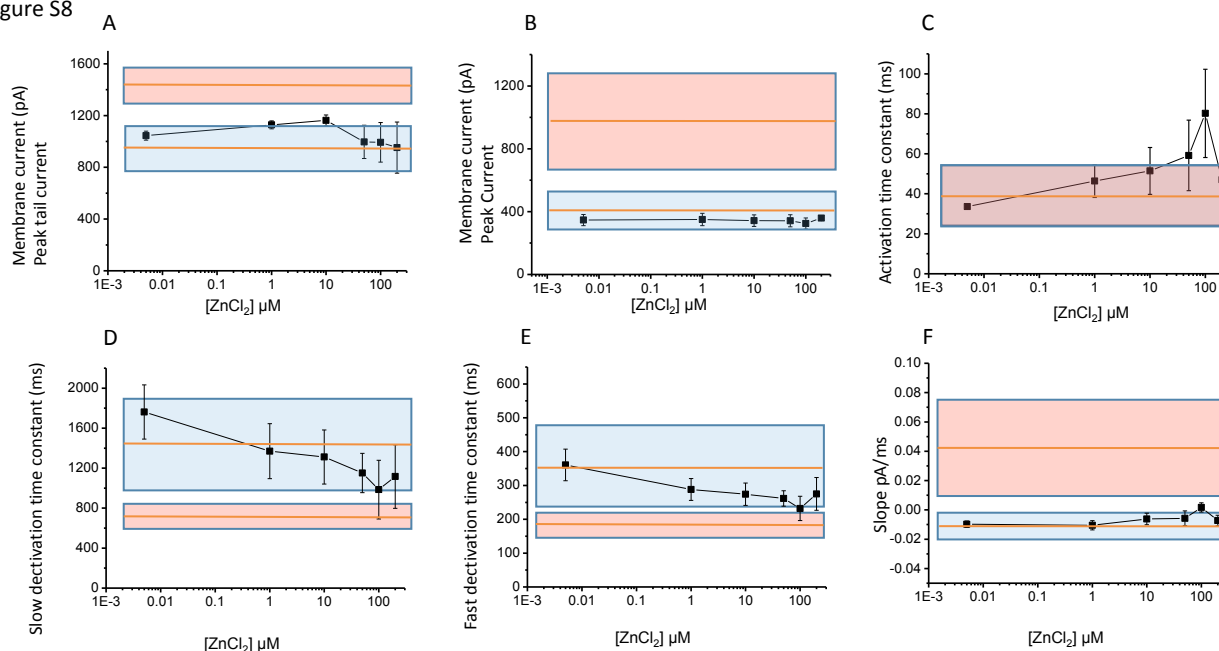 gure S8
A
B
C
Membrane current (pA)
Peak tail current
1600
1200
800
400
0
1E-3
0.01
1
10
100
[ZnCl₂] µM
Membrane current (pA)
Peak Current
1200
800
400
0
1E-3
0.01
0.1
1
10
100
[ZnCl₂] µM
Activation time constant (ms)
100
80
60
40
20
0
1E-3
0.01
0.1
1
10
100
[ZnCl₂] µM
D
E
F
Slow dectivation time constant (ms)
2000
1600
1200
800
400
0
1E-3
0.01
1
10
100
[ZnCl₂] µM
Fast dectivation time constant (ms)
600
500
400
300
200
100
0
1E-3
0.01
0.1
1
10
100
[ZnCl₂] µM
Slope pA/ms
0.10
0.08
0.06
0.04
0.02
0.00
-0.02
-0.04
1E-3
0.01
0.1
1
10
100
[ZnCl₂] µM